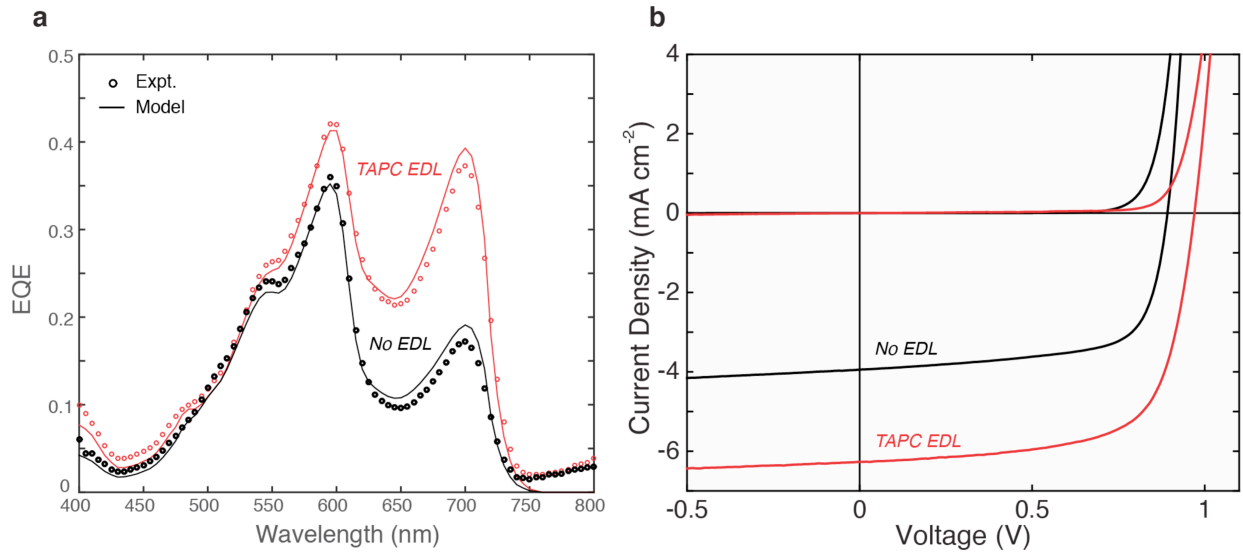 a
0.5
0.4
0.3
0.2
0.1
0
EQE
Expt.
Model
TAPC EDL
No EDL
400 450 500 550 600 650 700 750 800
Wavelength (nm)
b
4
2
0
-2
-4
-6
Current Density (mA cm-2)
No EDL
TAPC EDL
-0.5 0 0.5 1
Voltage (V)